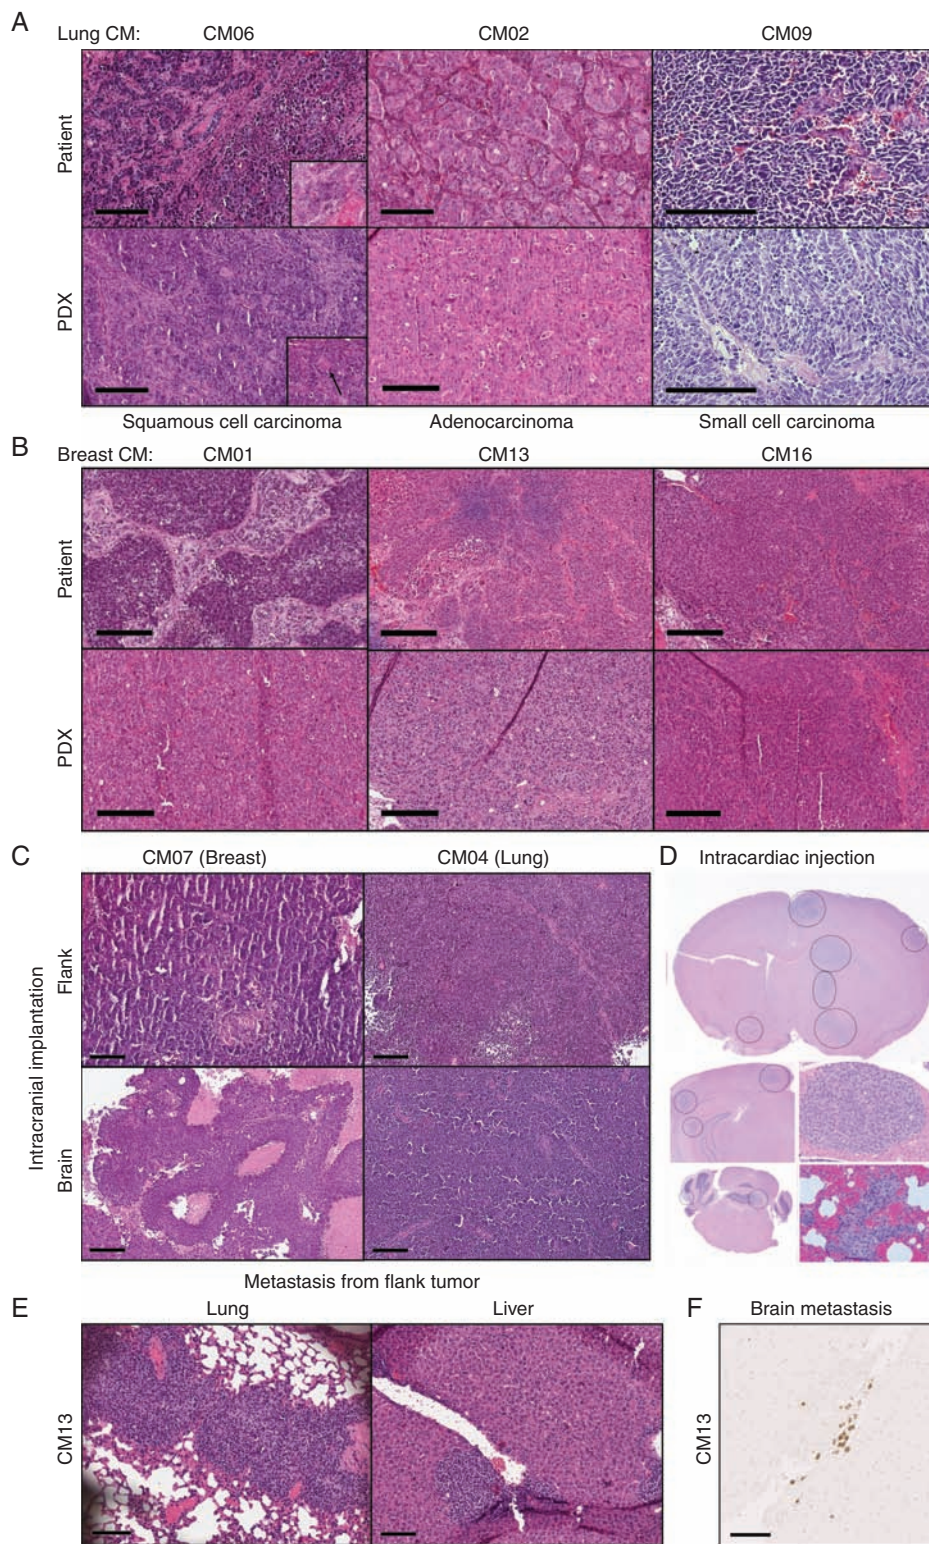 A
Lung CM: CM06 CM02 CM09
Patient
PDX
Squamous cell carcinoma Adenocarcinoma Small cell carcinoma
B
Breast CM: CM01 CM13 CM16
Patient
PDX
C
CM07 (Breast) CM04 (Lung)
Intracranial implantation
Flank
Brain
D
Intracardiac injection
Metastasis from flank tumor
E
Lung Liver
CM13
F
Brain metastasis
CM13